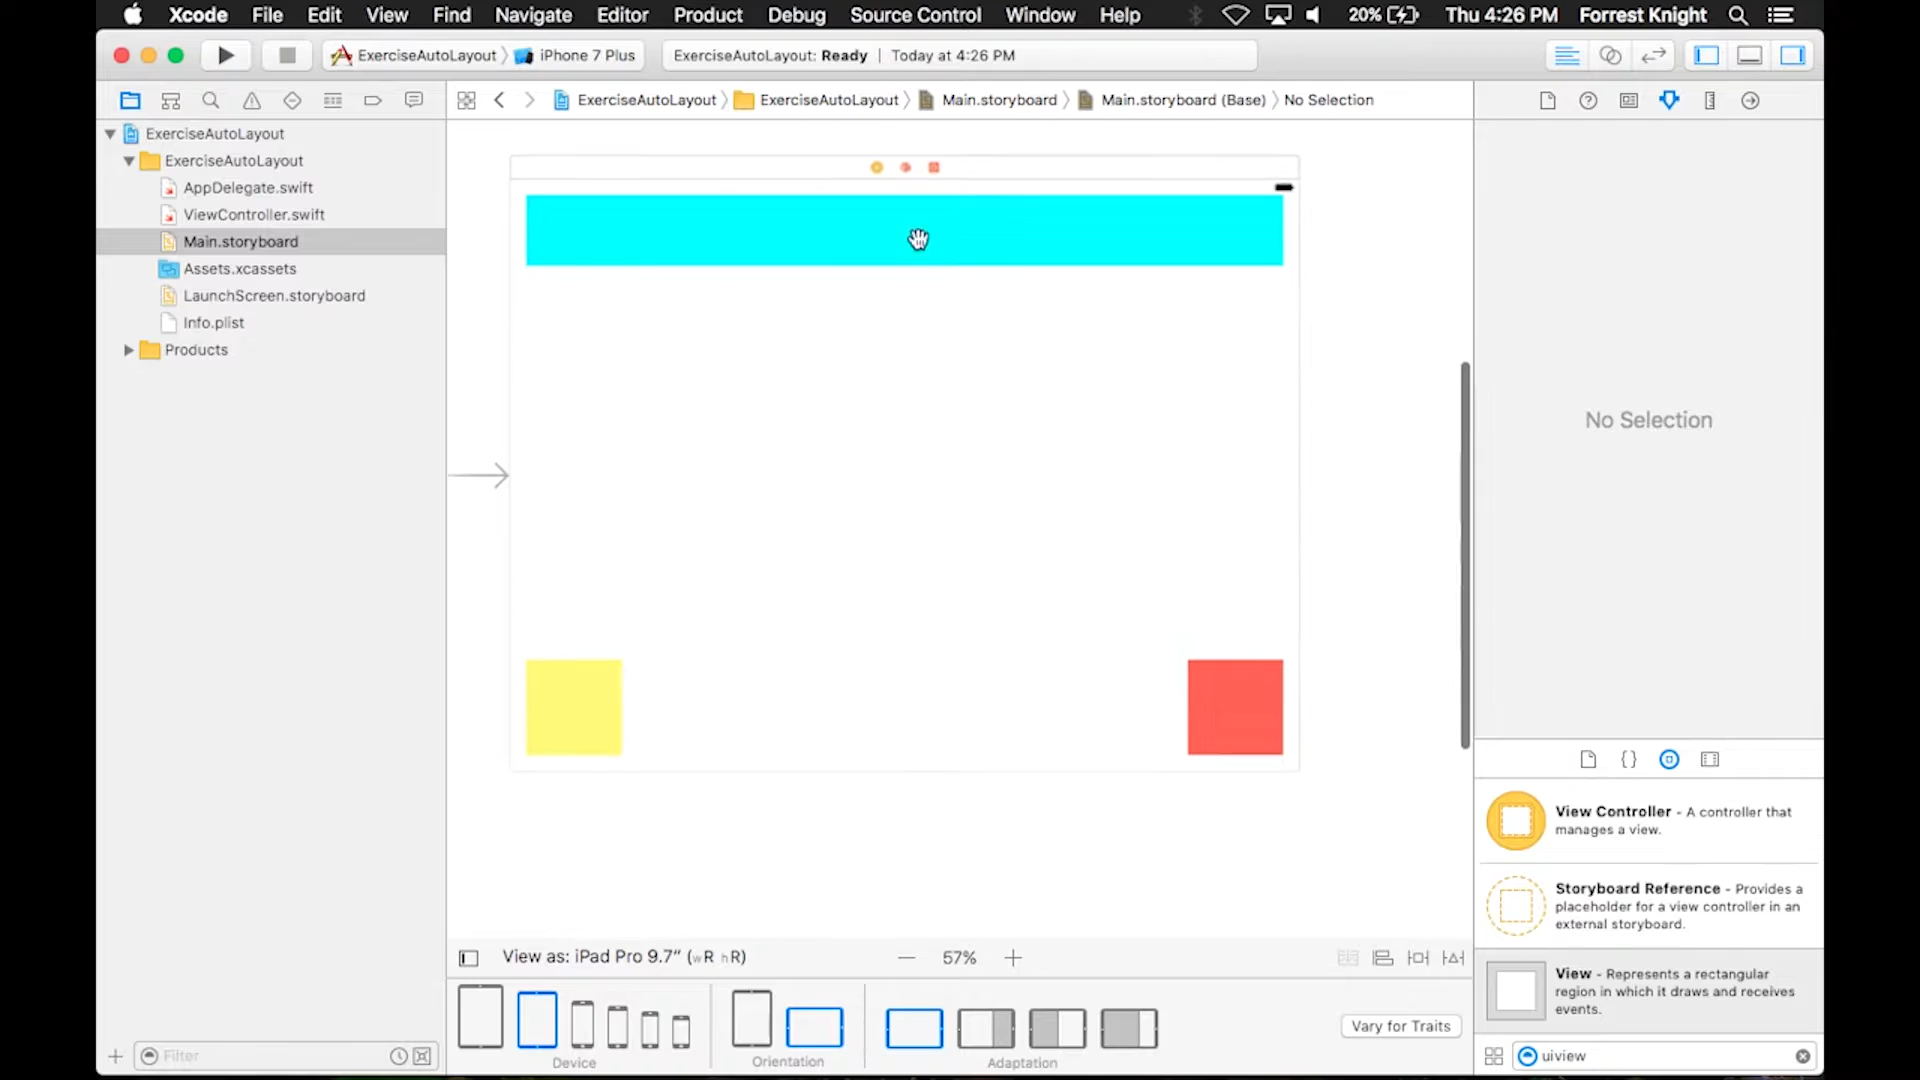 Xcode File Edit View Find Navigate Editor Product Debug Source Control Window Help 20% Thu 4:26 PM Forrest Knight
ExerciseAutoLayout iPhone 7 Plus ExerciseAutoLayout: Ready | Today at 4:26 PM
ExerciseAutoLayout ExerciseAutoLayout Main.storyboard Main.storyboard (Base) No Selection
ExerciseAutoLayout
ExerciseAutoLayout
AppDelegate.swift
ViewController.swift
Main.storyboard
Assets.xcassets
LaunchScreen.storyboard
Info.plist
Products
No Selection
View Controller - A controller that
manages a view.
Storyboard Reference - Provides a
placeholder for a view controller in an
external storyboard.
View - Represents a rectangular
region in which it draws and receives
events.
View as: iPad Pro 9.7” (wR hR) 57%
Vary for Traits
Device Orientation Adaptation
Filter
uiview